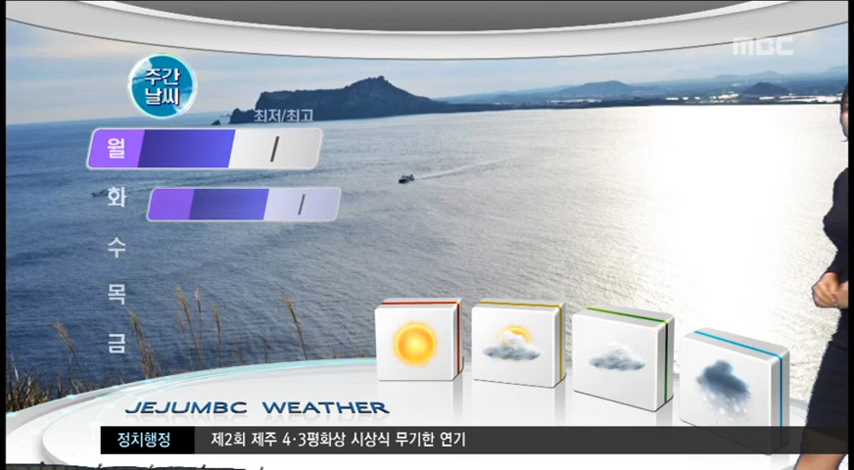 MBC
주간
날씨
최저/최고
월
화
수
목
금
JEJUMBC WEATHER
정치행정
제2회 제주 4·3평화상 시상식 무기한 연기